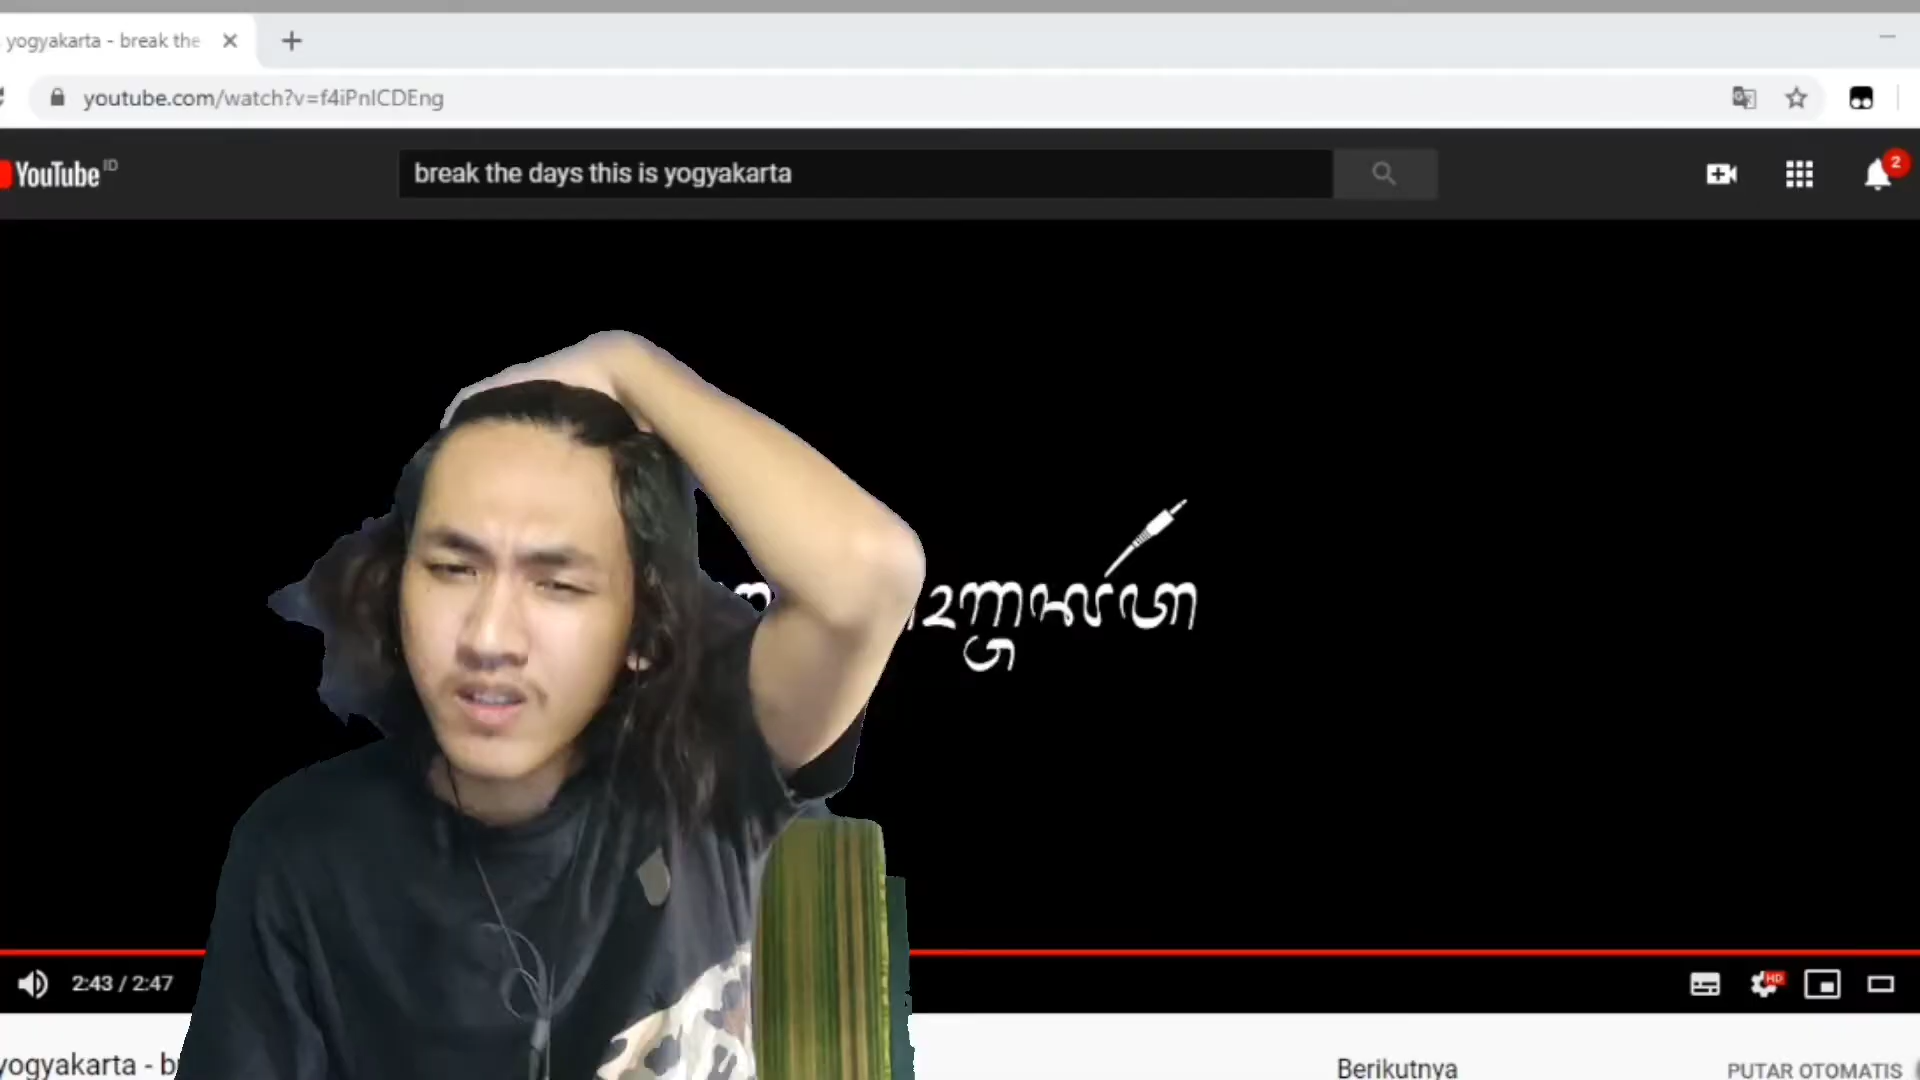 yogyakarta - break the
youtube.com/watch?v=f4iPnICDEng
YouTube ID
break the days this is yogyakarta
2
2:43 / 2:47
HD
yogyakarta - b
Berikutnya
PUTAR OTOMATIS